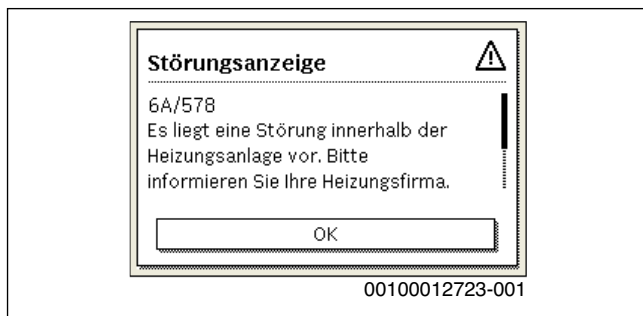 Störungsanzeige
6A/578
Es liegt eine Störung innerhalb der
Heizungsanlage vor. Bitte
informieren Sie Ihre Heizungsfirma.
OK
00100012723-001